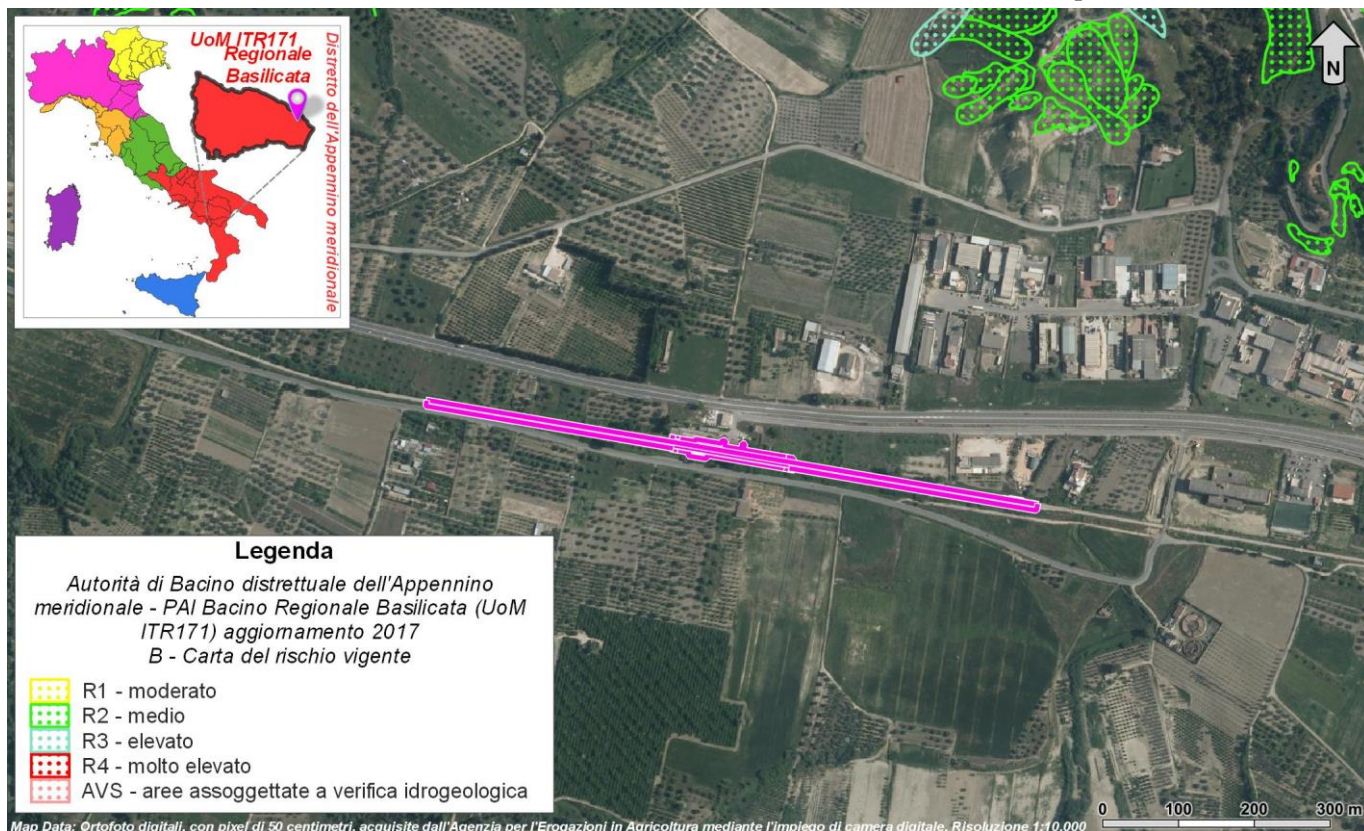 UoM ITR171
Regionale
Basilicata
Distretto dell'Appennino meridionale
N
Legenda
Autorità di Bacino distrettuale dell'Appennino
meridionale - PAI Bacino Regionale Basilicata (UoM
ITR171) aggiornamento 2017
B - Carta del rischio vigente
R1 - moderato
R2 - medio
R3 - elevato
R4 - molto elevato
AVS - aree assoggettate a verifica idrogeologica
0 100 200 300 m
Map Data: Ortofoto digitali, con pixel di 50 centimetri, acquisite dall'Agenzia per l'Erogazioni in Agricoltura mediante l'impiego di camera digitale. Risoluzione 1:10.000